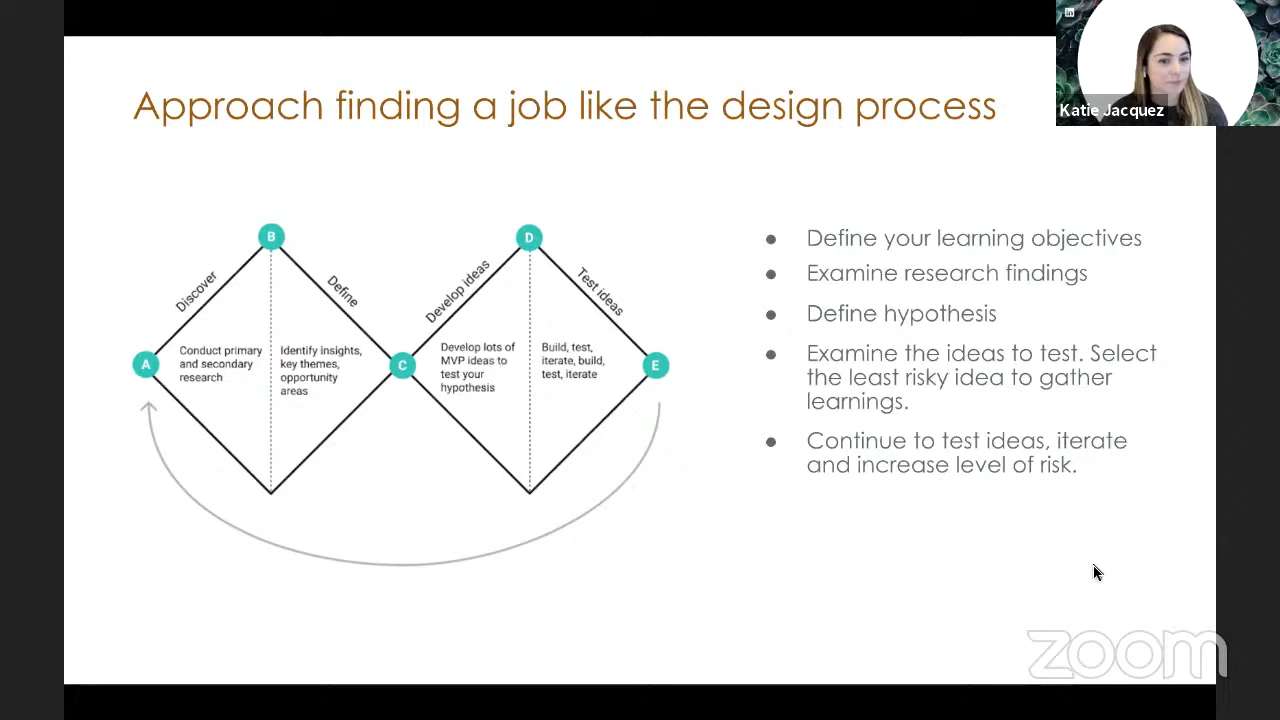 Approach finding a job like the design process
in
Katie Jacquez
B
D
Discover
Define
Develop ideas
Test ideas
A
Conduct primary
and secondary
research
Identify insights,
key themes,
opportunity
areas
C
Develop lots of
MVP ideas to
test your
hypothesis
Build, test,
iterate, build,
test, iterate
E
● Define your learning objectives
● Examine research findings
● Define hypothesis
● Examine the ideas to test. Select
the least risky idea to gather
learnings.
● Continue to test ideas, iterate
and increase level of risk.
zoom